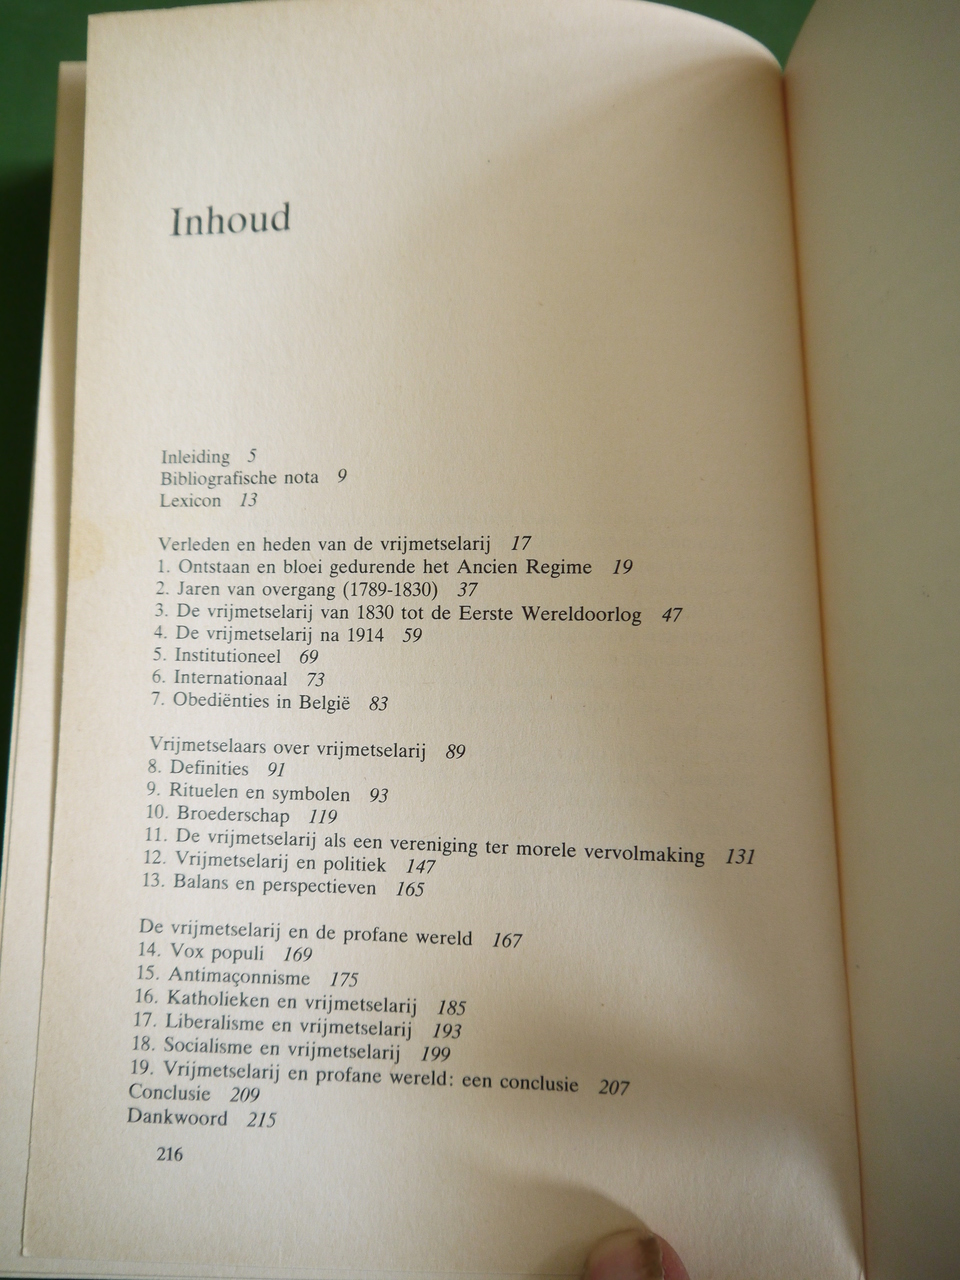 Inhoud
Inleiding 5
Bibliografische nota 9
Lexicon 13
Verleden en heden van de vrijmetselarij 17
1. Ontstaan en bloei gedurende het Ancien Regime 19
2. Jaren van overgang (1789-1830) 37
3. De vrijmetselarij van 1830 tot de Eerste Wereldoorlog 47
4. De vrijmetselarij na 1914 59
5. Institutioneel 69
6. Internationaal 73
7. Obediënties in België 83
Vrijmetselaars over vrijmetselarij 89
8. Definities 91
9. Rituelen en symbolen 93
10. Broederschap 119
11. De vrijmetselarij als een vereniging ter morele vervolmaking 131
12. Vrijmetselarij en politiek 147
13. Balans en perspectieven 165
De vrijmetselarij en de profane wereld 167
14. Vox populi 169
15. Antimaçonnisme 175
16. Katholieken en vrijmetselarij 185
17. Liberalisme en vrijmetselarij 193
18. Socialisme en vrijmetselarij 199
19. Vrijmetselarij en profane wereld: een conclusie 207
Conclusie 209
Dankwoord 215
216